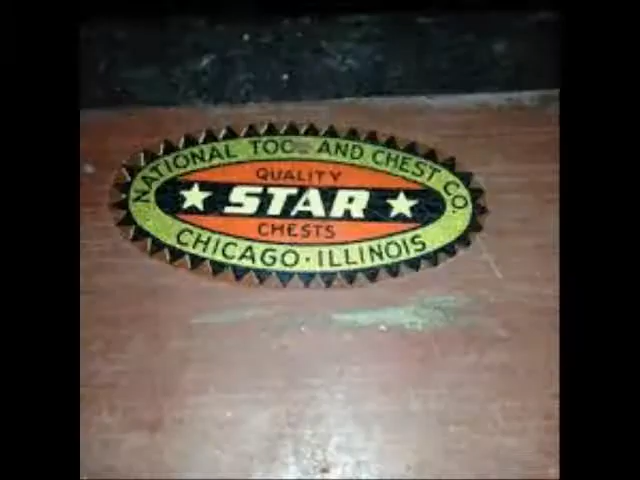 NATIONAL TOOL AND CHEST CO.
QUALITY
STAR
CHESTS
CHICAGO · ILLINOIS